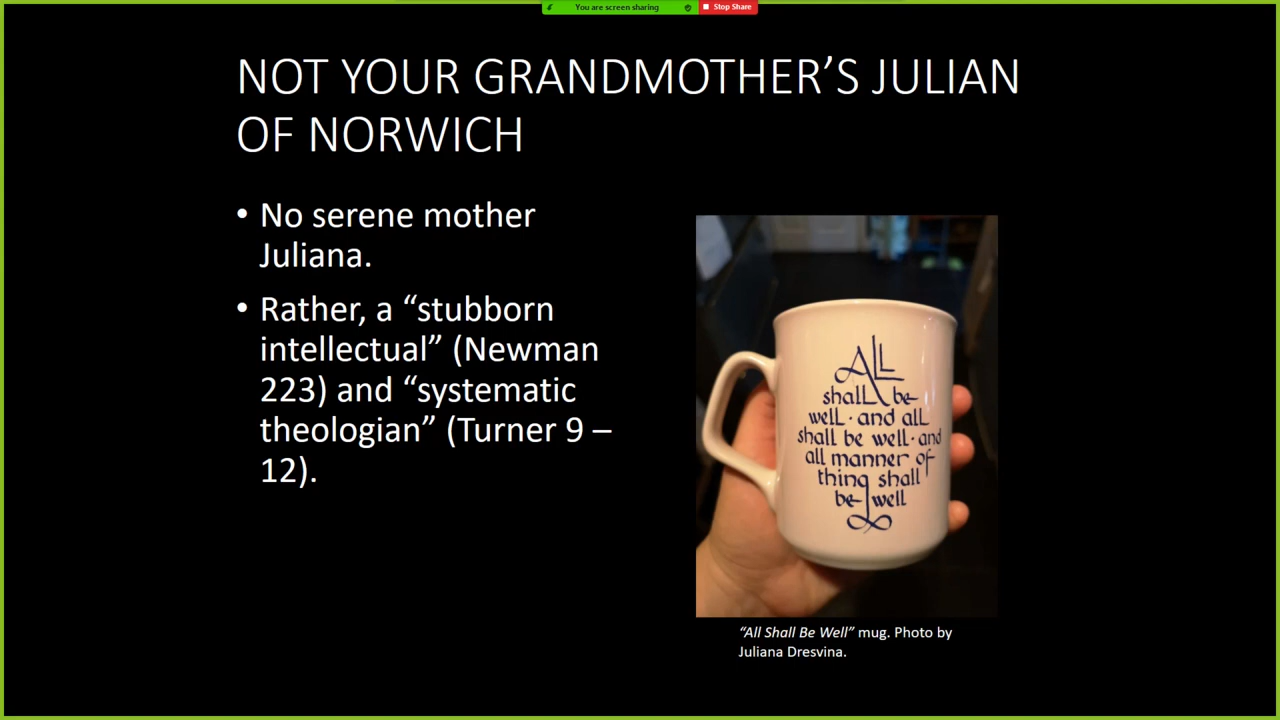 You are screen sharing
Stop Share
NOT YOUR GRANDMOTHER’S JULIAN
OF NORWICH
• No serene mother
Juliana.
• Rather, a “stubborn
intellectual” (Newman
223) and “systematic
theologian” (Turner 9 –
12).
ALL
shall be
well · and all
shall be well · and
all manner of
thing shall
be well
“All Shall Be Well” mug. Photo by
Juliana Dresvina.